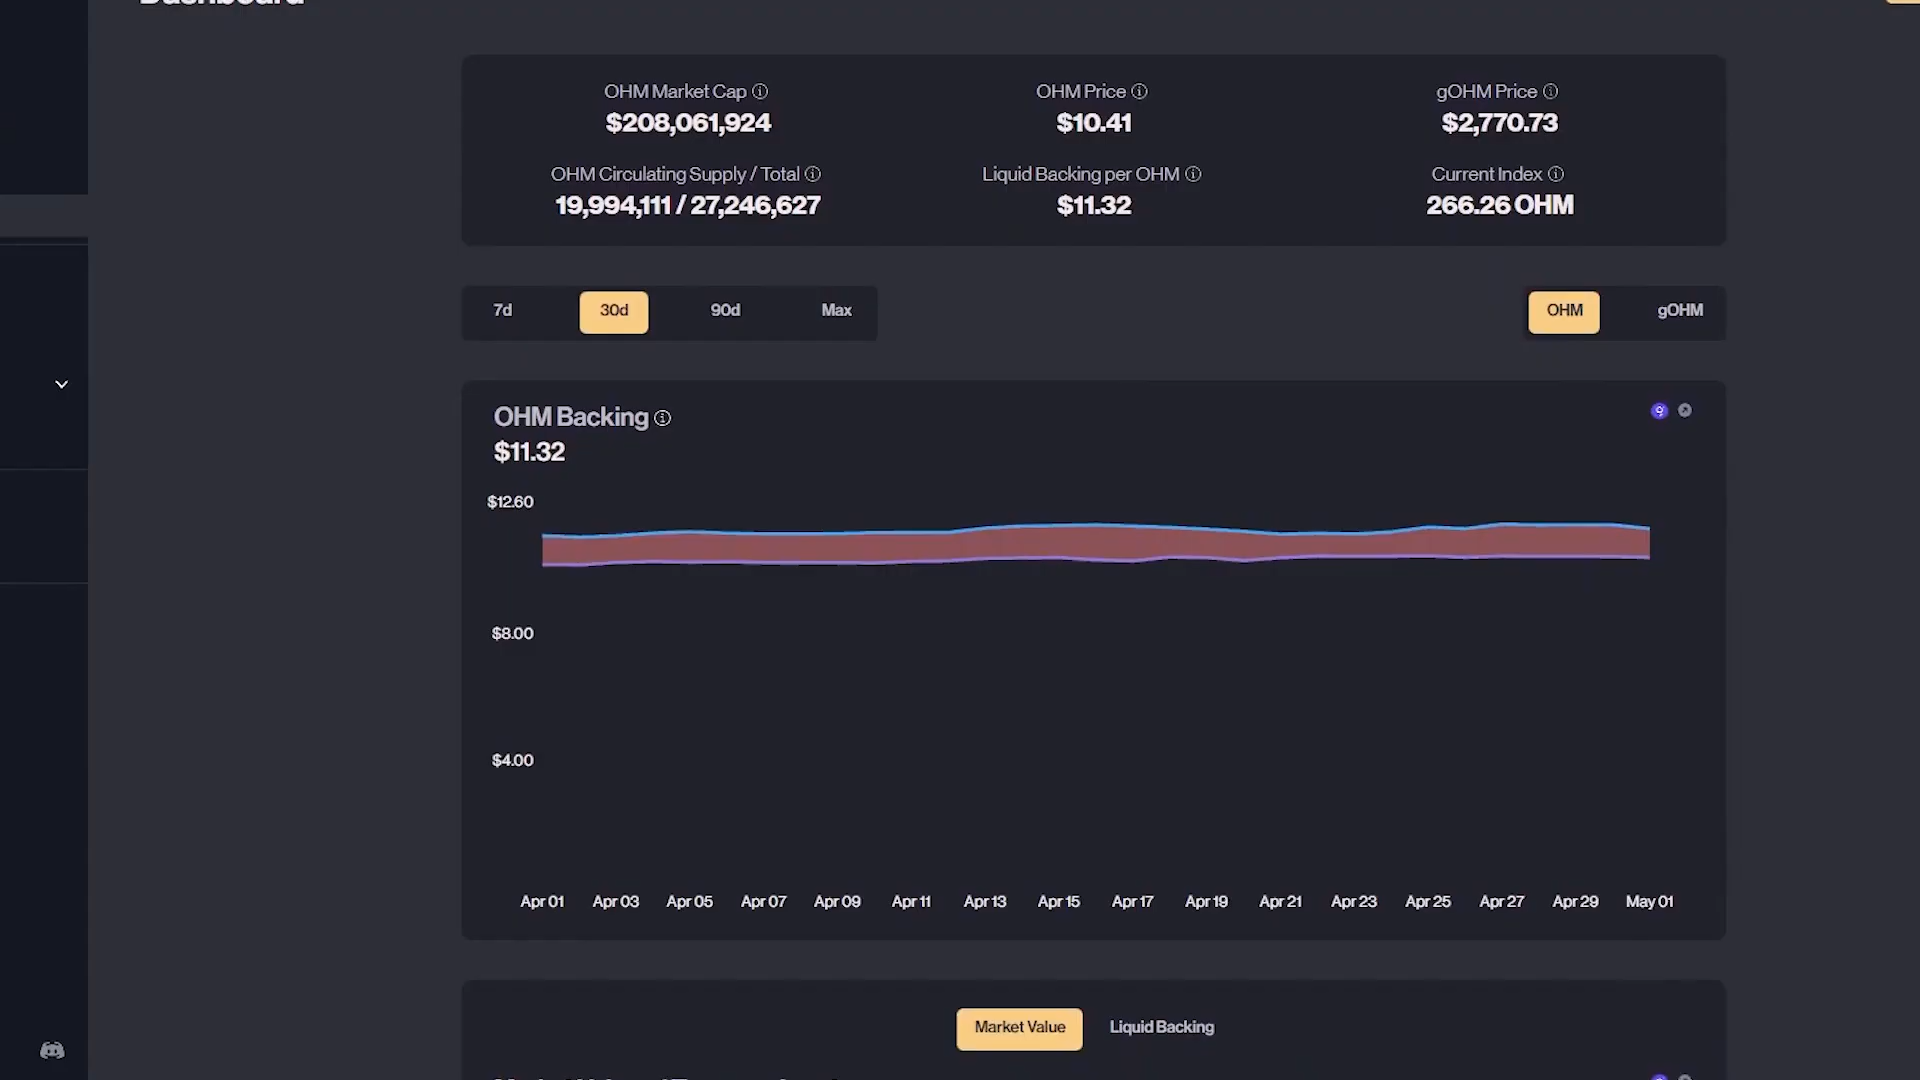 Dashboard
OHM Market Cap
$208,061,924
OHM Price
$10.41
gOHM Price
$2,770.73
OHM Circulating Supply / Total
19,994,111 / 27,246,627
Liquid Backing per OHM
$11.32
Current Index
266.26 OHM
7d 30d 90d Max
OHM gOHM
OHM Backing
$11.32
$12.60
$8.00
$4.00
Apr 01 Apr 03 Apr 05 Apr 07 Apr 09 Apr 11 Apr 13 Apr 15 Apr 17 Apr 19 Apr 21 Apr 23 Apr 25 Apr 27 Apr 29 May 01
Market Value Liquid Backing